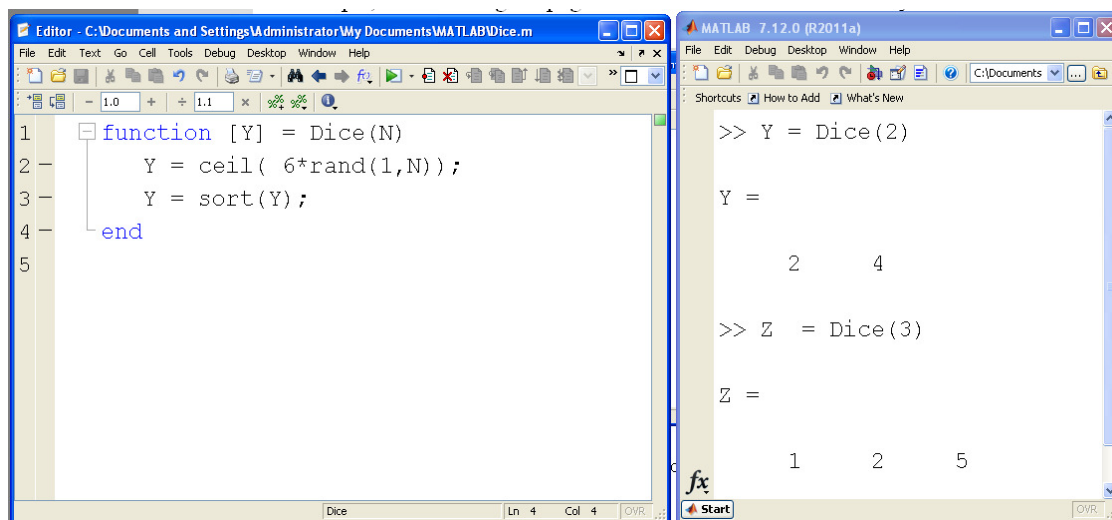 Editor - C:\Documents and Settings\Administrator\My Documents\MATLAB\Dice.m
File Edit Text Go Cell Tools Debug Desktop Window Help
- 1.0 + ÷ 1.1 ×
1 function [Y] = Dice(N)
2 - Y = ceil( 6*rand(1,N));
3 - Y = sort(Y);
4 - end
5
Dice Ln 4 Col 4 OVR
MATLAB 7.12.0 (R2011a)
File Edit Debug Desktop Window Help
C:\Documents ...
Shortcuts How to Add What's New
>> Y = Dice(2)
Y =
2 4
>> Z = Dice(3)
Z =
1 2 5
fx
Start OVR